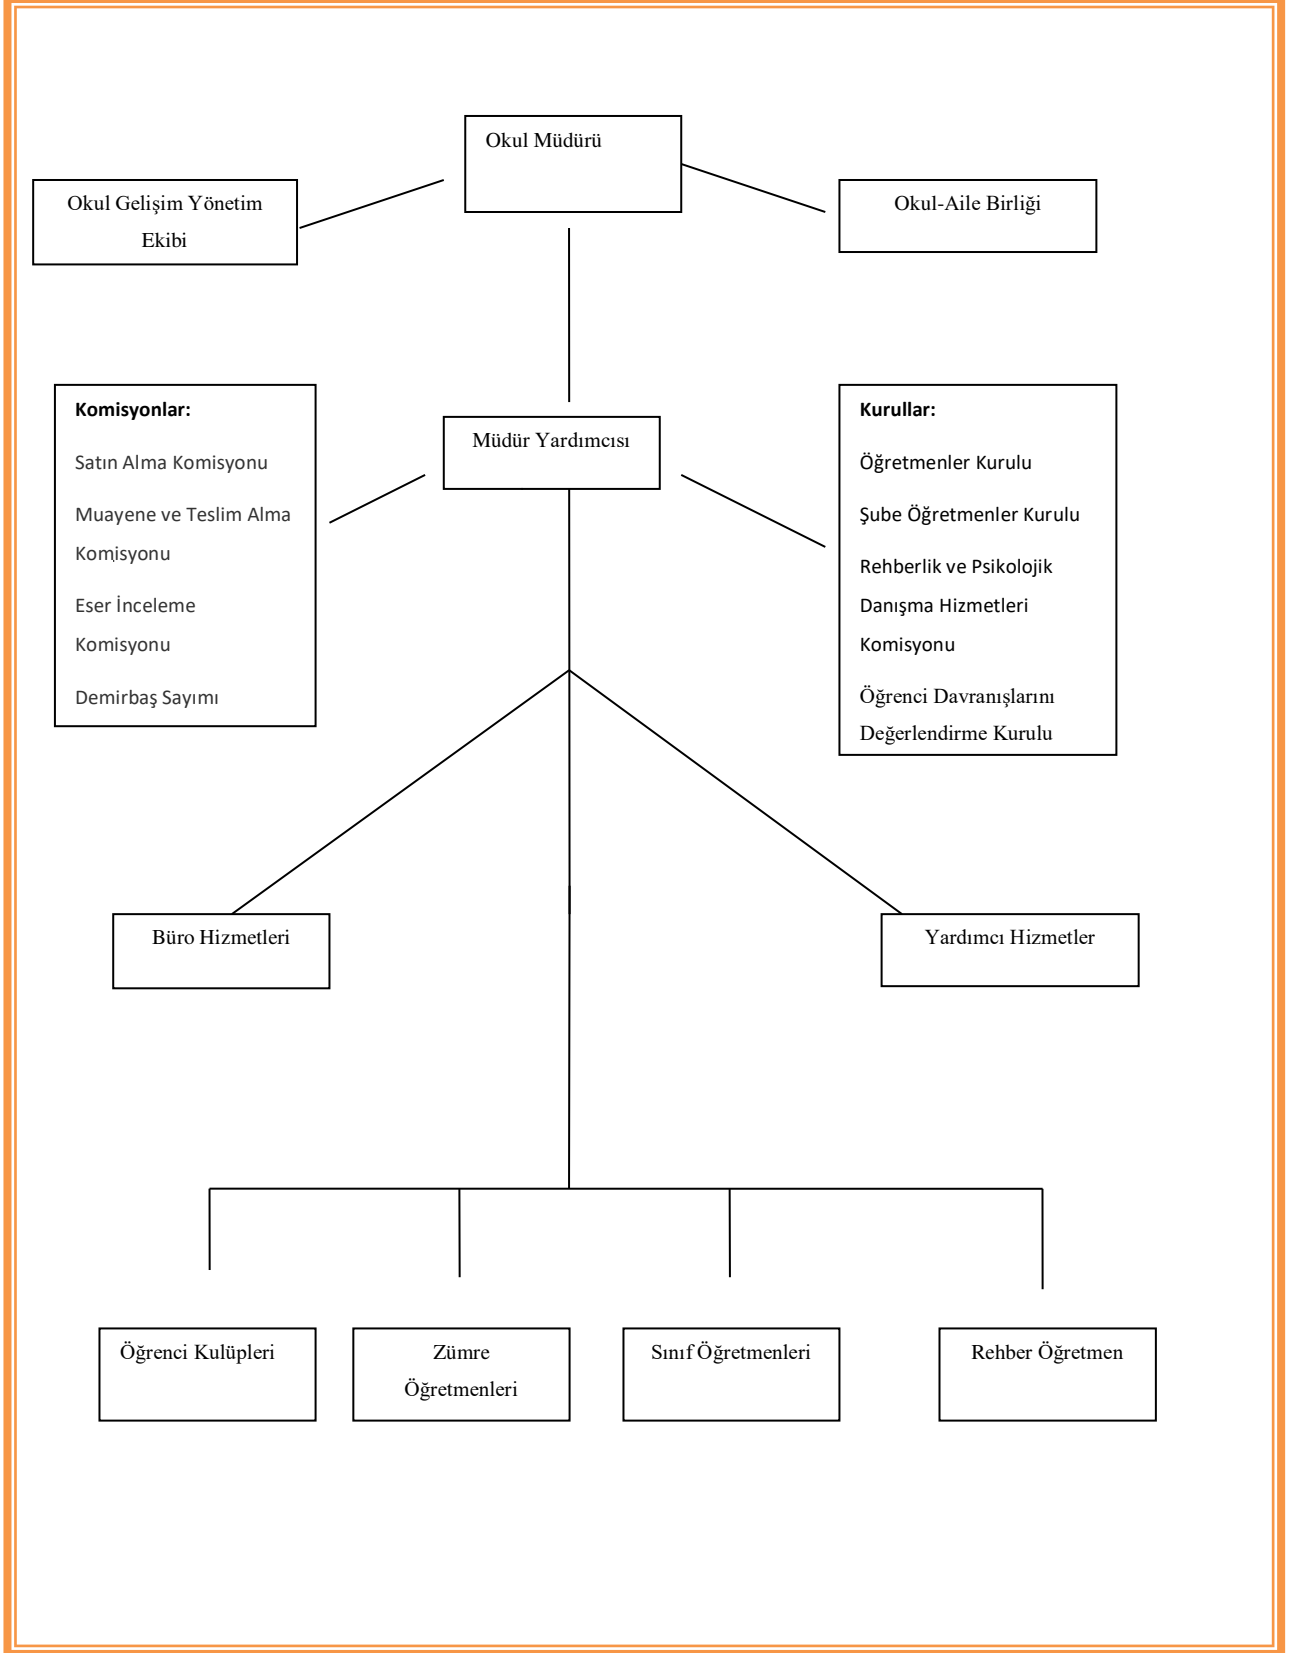 Okul Müdürü
Okul Gelişim Yönetim
Ekibi
Okul-Aile Birliği
Komisyonlar:
Satın Alma Komisyonu
Muayene ve Teslim Alma
Komisyonu
Eser İnceleme
Komisyonu
Demirbaş Sayımı
Müdür Yardımcısı
Kurullar:
Öğretmenler Kurulu
Şube Öğretmenler Kurulu
Rehberlik ve Psikolojik
Danışma Hizmetleri
Komisyonu
Öğrenci Davranışlarını
Değerlendirme Kurulu
Büro Hizmetleri
Yardımcı Hizmetler
Öğrenci Kulüpleri
Zümre
Öğretmenleri
Sınıf Öğretmenleri
Rehber Öğretmen